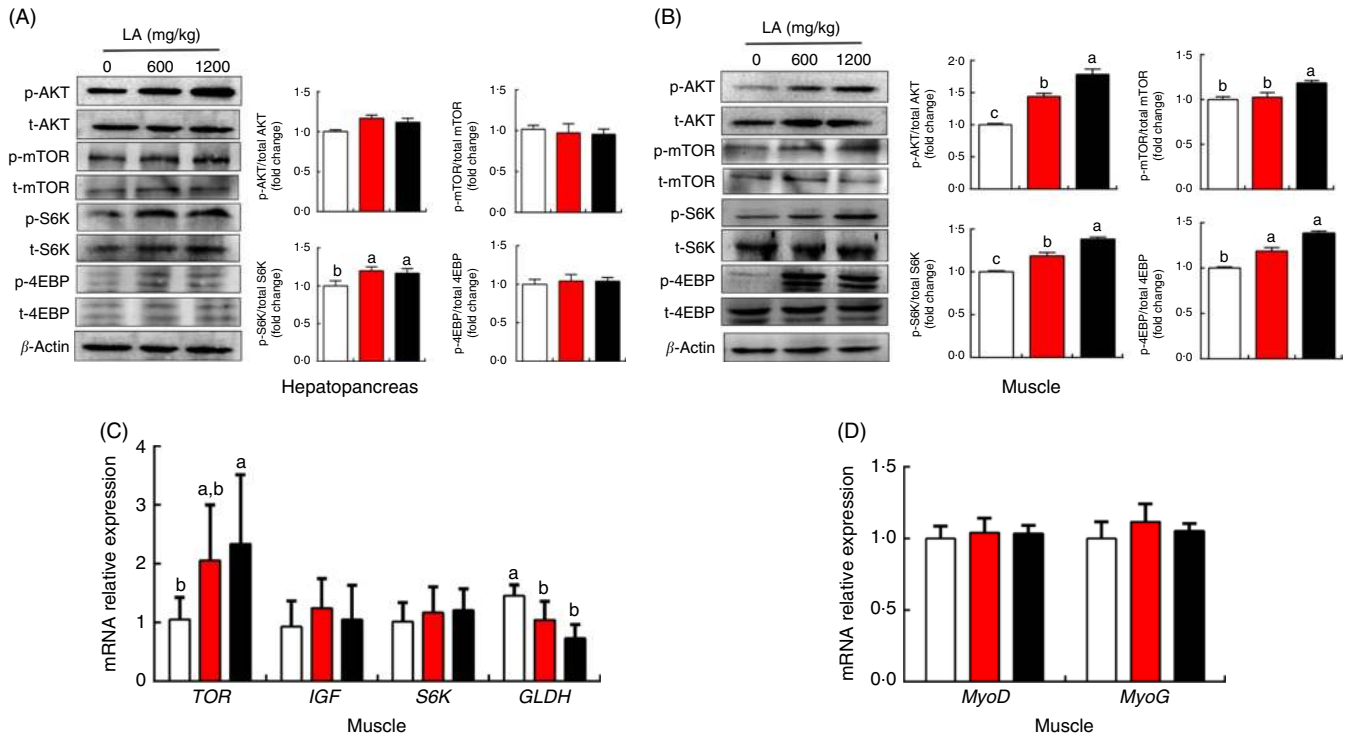 (A)
LA (mg/kg)
0 600 1200
p-AKT
t-AKT
p-mTOR
t-mTOR
p-S6K
t-S6K
p-4EBP
t-4EBP
β-Actin
p-AKT/total AKT
(fold change)
1·5
1·0
0·5
0·0
p-mTOR/total mTOR
(fold change)
1·5
1·0
0·5
0·0
p-S6K/total S6K
(fold change)
1·5
1·0
0·5
0·0
b a a
p-4EBP/total 4EBP
(fold change)
1·5
1·0
0·5
0·0
Hepatopancreas
(B)
LA (mg/kg)
0 600 1200
p-AKT
t-AKT
p-mTOR
t-mTOR
p-S6K
t-S6K
p-4EBP
t-4EBP
β-Actin
p-AKT/total AKT
(fold change)
2·0
1·5
1·0
0·5
0·0
c b a
p-mTOR/total mTOR
(fold change)
1·5
1·0
0·5
0·0
b b a
p-S6K/total S6K
(fold change)
1·5
1·0
0·5
0·0
c b a
p-4EBP/total 4EBP
(fold change)
1·5
1·0
0·5
0·0
b a a
Muscle
(C)
mRNA relative expression
4
3
2
1
0
b a,b a
a b b
TOR IGF S6K GLDH
Muscle
(D)
mRNA relative expression
1·5
1·0
0·5
0·0
MyoD MyoG
Muscle